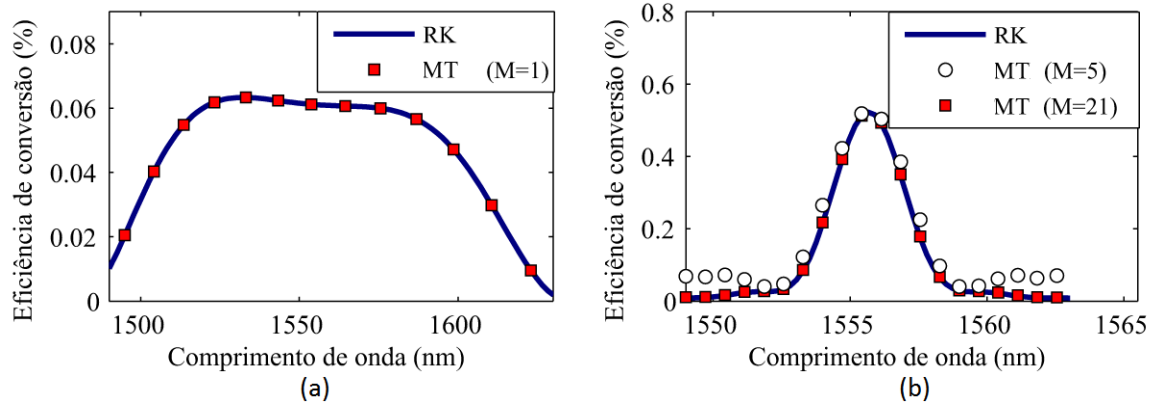 Eficiência de conversão (%)
0.08
0.06
0.04
0.02
0
RK
MT (M=1)
1500
1550
1600
Comprimento de onda (nm)
(a)
Eficiência de conversão (%)
0.8
0.6
0.4
0.2
0
RK
MT (M=5)
MT (M=21)
1550
1555
1560
1565
Comprimento de onda (nm)
(b)